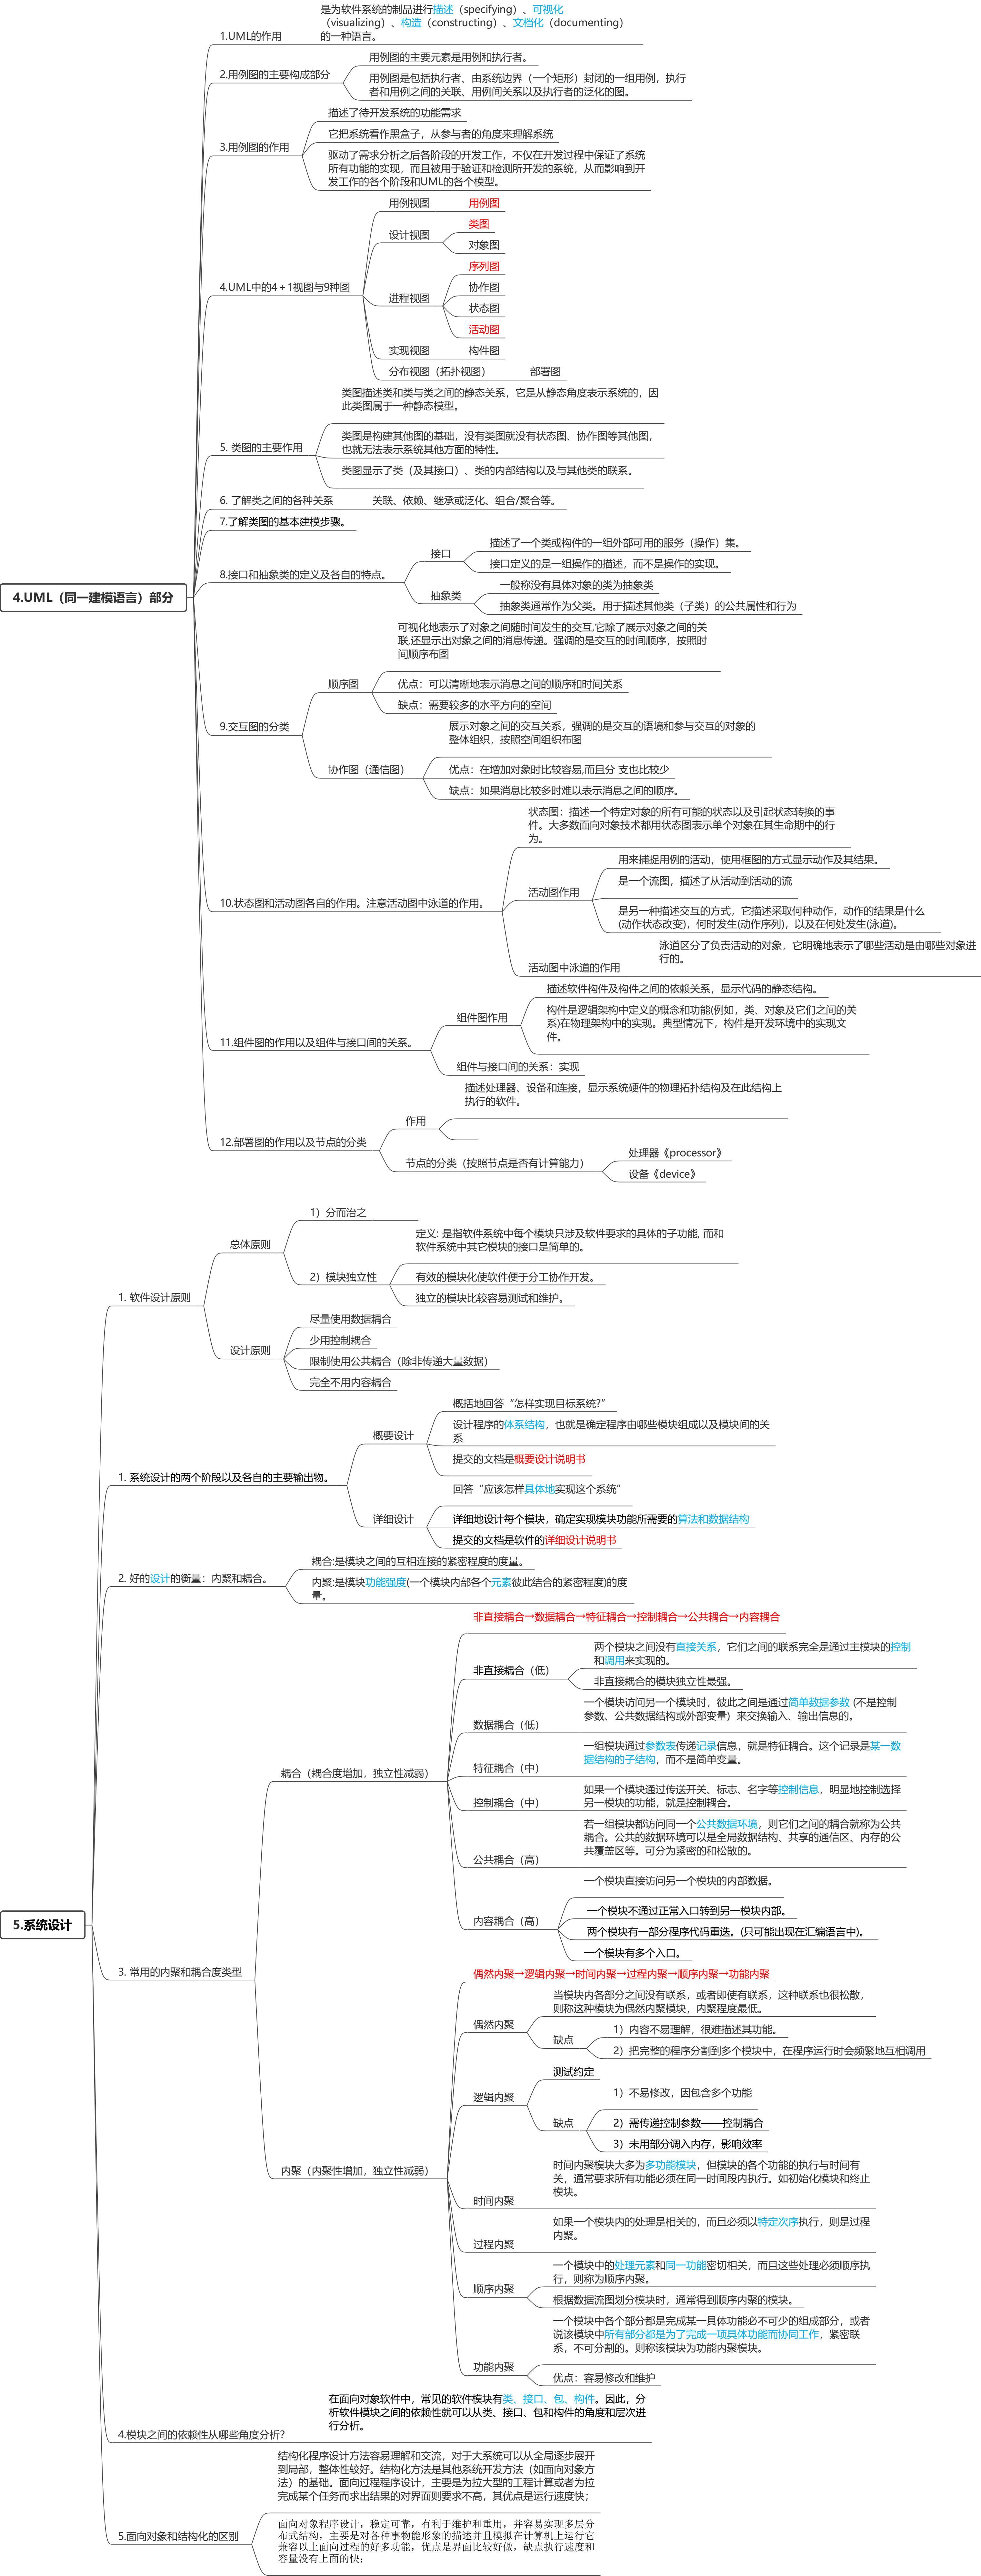 4.UML（同一建模语言）部分
1.UML的作用
是为软件系统的制品进行描述（specifying）、可视化
（visualizing）、构造（constructing）、文档化（documenting）
的一种语言。
2.用例图的主要构成部分
用例图的主要元素是用例和执行者。
用例图是包括执行者、由系统边界（一个矩形）封闭的一组用例，执行
者和用例之间的关联、用例间关系以及执行者的泛化的图。
3.用例图的作用
描述了待开发系统的功能需求
它把系统看作黑盒子，从参与者的角度来理解系统
驱动了需求分析之后各阶段的开发工作，不仅在开发过程中保证了系统
所有功能的实现，而且被用于验证和检测所开发的系统，从而影响到开
发工作的各个阶段和UML的各个模型。
4.UML中的4＋1视图与9种图
用例视图
用例图
设计视图
类图
对象图
进程视图
序列图
协作图
状态图
活动图
实现视图
构件图
分布视图（拓扑视图）
部署图
5. 类图的主要作用
类图描述类和类与类之间的静态关系，它是从静态角度表示系统的，因
此类图属于一种静态模型。
类图是构建其他图的基础，没有类图就没有状态图、协作图等其他图，
也就无法表示系统其他方面的特性。
类图显示了类（及其接口）、类的内部结构以及与其他类的联系。
6. 了解类之间的各种关系
关联、依赖、继承或泛化、组合/聚合等。
7.了解类图的基本建模步骤。
8.接口和抽象类的定义及各自的特点。
接口
描述了一个类或构件的一组外部可用的服务（操作）集。
接口定义的是一组操作的描述，而不是操作的实现。
抽象类
一般称没有具体对象的类为抽象类
抽象类通常作为父类。用于描述其他类（子类）的公共属性和行为
9.交互图的分类
顺序图
可视化地表示了对象之间随时间发生的交互,它除了展示对象之间的关
联,还显示出对象之间的消息传递。强调的是交互的时间顺序，按照时
间顺序布图
优点：可以清晰地表示消息之间的顺序和时间关系
缺点：需要较多的水平方向的空间
协作图（通信图）
展示对象之间的交互关系，强调的是交互的语境和参与交互的对象的
整体组织，按照空间组织布图
优点：在增加对象时比较容易,而且分 支也比较少
缺点：如果消息比较多时难以表示消息之间的顺序。
10.状态图和活动图各自的作用。注意活动图中泳道的作用。
状态图：描述一个特定对象的所有可能的状态以及引起状态转换的事
件。大多数面向对象技术都用状态图表示单个对象在其生命期中的行
为。
活动图作用
用来捕捉用例的活动，使用框图的方式显示动作及其结果。
是一个流图，描述了从活动到活动的流
是另一种描述交互的方式，它描述采取何种动作，动作的结果是什么
(动作状态改变)，何时发生(动作序列)，以及在何处发生(泳道)。
活动图中泳道的作用
泳道区分了负责活动的对象，它明确地表示了哪些活动是由哪些对象进
行的。
11.组件图的作用以及组件与接口间的关系。
组件图作用
描述软件构件及构件之间的依赖关系，显示代码的静态结构。
构件是逻辑架构中定义的概念和功能(例如，类、对象及它们之间的关
系)在物理架构中的实现。典型情况下，构件是开发环境中的实现文
件。
组件与接口间的关系：实现
12.部署图的作用以及节点的分类
作用
描述处理器、设备和连接，显示系统硬件的物理拓扑结构及在此结构上
执行的软件。
节点的分类（按照节点是否有计算能力）
处理器《processor》
设备《device》
5.系统设计
1. 软件设计原则
总体原则
1）分而治之
2）模块独立性
定义: 是指软件系统中每个模块只涉及软件要求的具体的子功能, 而和
软件系统中其它模块的接口是简单的。
有效的模块化使软件便于分工协作开发。
独立的模块比较容易测试和维护。
设计原则
尽量使用数据耦合
少用控制耦合
限制使用公共耦合（除非传递大量数据）
完全不用内容耦合
1. 系统设计的两个阶段以及各自的主要输出物。
概要设计
概括地回答“怎样实现目标系统?”
设计程序的体系结构，也就是确定程序由哪些模块组成以及模块间的关
系
提交的文档是概要设计说明书
详细设计
回答“应该怎样具体地实现这个系统”
详细地设计每个模块，确定实现模块功能所需要的算法和数据结构
提交的文档是软件的详细设计说明书
2. 好的设计的衡量：内聚和耦合。
耦合:是模块之间的互相连接的紧密程度的度量。
内聚:是模块功能强度(一个模块内部各个元素彼此结合的紧密程度)的度
量。
3. 常用的内聚和耦合度类型
耦合（耦合度增加，独立性减弱）
非直接耦合→数据耦合→特征耦合→控制耦合→公共耦合→内容耦合
非直接耦合（低）
两个模块之间没有直接关系，它们之间的联系完全是通过主模块的控制
和调用来实现的。
非直接耦合的模块独立性最强。
数据耦合（低）
一个模块访问另一个模块时，彼此之间是通过简单数据参数 (不是控制
参数、公共数据结构或外部变量）来交换输入、输出信息的。
特征耦合（中）
一组模块通过参数表传递记录信息，就是特征耦合。这个记录是某一数
据结构的子结构，而不是简单变量。
控制耦合（中）
如果一个模块通过传送开关、标志、名字等控制信息，明显地控制选择
另一模块的功能，就是控制耦合。
公共耦合（高）
若一组模块都访问同一个公共数据环境，则它们之间的耦合就称为公共
耦合。公共的数据环境可以是全局数据结构、共享的通信区、内存的公
共覆盖区等。可分为紧密的和松散的。
内容耦合（高）
一个模块直接访问另一个模块的内部数据。
一个模块不通过正常入口转到另一模块内部。
两个模块有一部分程序代码重迭。(只可能出现在汇编语言中)。
一个模块有多个入口。
内聚（内聚性增加，独立性减弱）
偶然内聚→逻辑内聚→时间内聚→过程内聚→顺序内聚→功能内聚
偶然内聚
当模块内各部分之间没有联系，或者即使有联系，这种联系也很松散，
则称这种模块为偶然内聚模块，内聚程度最低。
缺点
1）内容不易理解，很难描述其功能。
2）把完整的程序分割到多个模块中，在程序运行时会频繁地互相调用
逻辑内聚
测试约定
缺点
1）不易修改，因包含多个功能
2）需传递控制参数——控制耦合
3）未用部分调入内存，影响效率
时间内聚
时间内聚模块大多为多功能模块，但模块的各个功能的执行与时间有
关，通常要求所有功能必须在同一时间段内执行。如初始化模块和终止
模块。
过程内聚
如果一个模块内的处理是相关的，而且必须以特定次序执行，则是过程
内聚。
顺序内聚
一个模块中的处理元素和同一功能密切相关，而且这些处理必须顺序执
行，则称为顺序内聚。
根据数据流图划分模块时，通常得到顺序内聚的模块。
功能内聚
一个模块中各个部分都是完成某一具体功能必不可少的组成部分，或者
说该模块中所有部分都是为了完成一项具体功能而协同工作，紧密联
系，不可分割的。则称该模块为功能内聚模块。
优点：容易修改和维护
4.模块之间的依赖性从哪些角度分析?
在面向对象软件中，常见的软件模块有类、接口、包、构件。因此，分
析软件模块之间的依赖性就可以从类、接口、包和构件的角度和层次进
行分析。
5.面向对象和结构化的区别
结构化程序设计方法容易理解和交流，对于大系统可以从全局逐步展开
到局部，整体性较好。结构化方法是其他系统开发方法（如面向对象方
法）的基础。面向过程程序设计，主要是为拉大型的工程计算或者为拉
完成某个任务而求出结果的对界面则要求不高，其优点是运行速度快；
面向对象程序设计，稳定可靠，有利于维护和重用，并容易实现多层分
布式结构，主要是对各种事物能形象的描述并且模拟在计算机上运行它
兼容以上面向过程的好多功能，优点是界面比较好做，缺点执行速度和
容量没有上面的快；